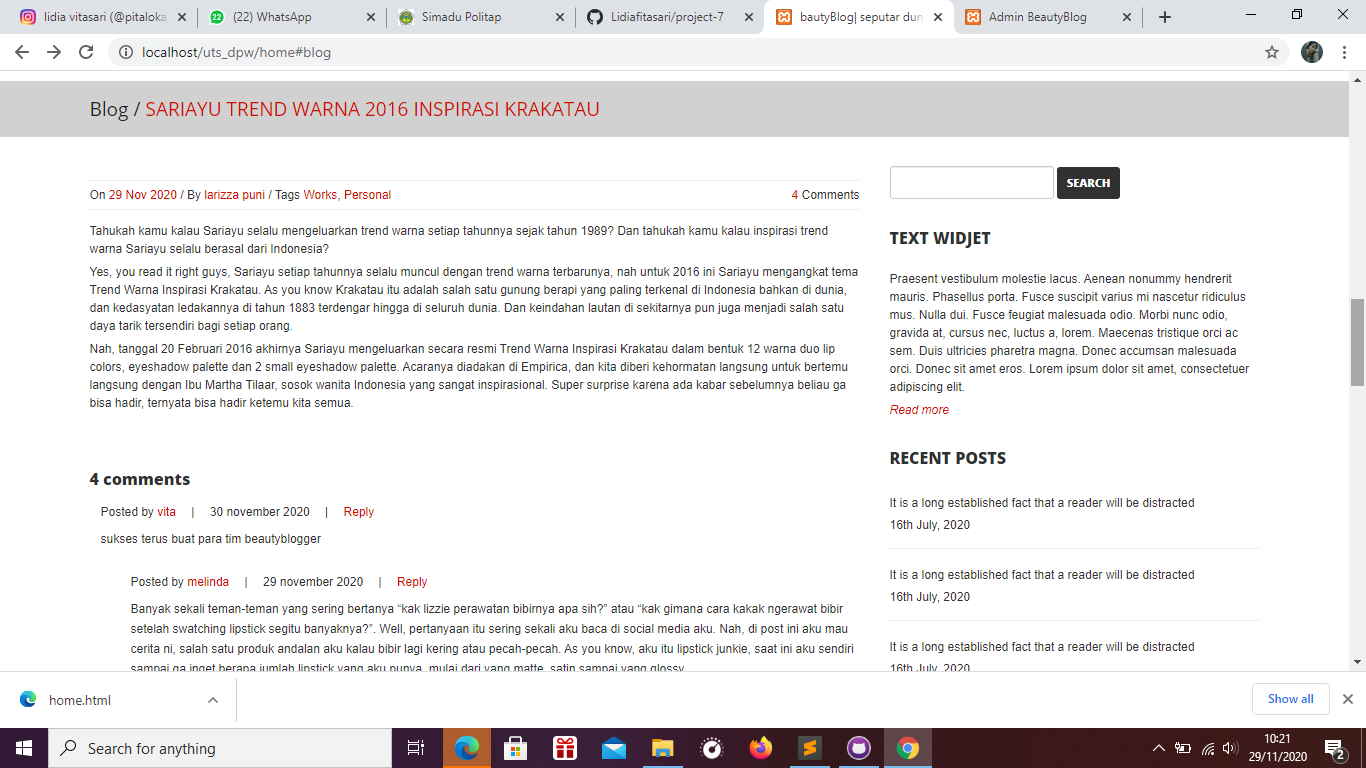 lidia vitasari (@pitaloka
(22) WhatsApp
Simadu Politap
Lidiafitasari/project-7
bautyBlog| seputar dun
Admin BeautyBlog
localhost/uts_dpw/home#blog
Blog / SARIAYU TREND WARNA 2016 INSPIRASI KRAKATAU
On 29 Nov 2020 / By larizza puni / Tags Works, Personal
4 Comments
Tahukah kamu kalau Sariayu selalu mengeluarkan trend warna setiap tahunnya sejak tahun 1989? Dan tahukah kamu kalau inspirasi trend
warna Sariayu selalu berasal dari Indonesia?
Yes, you read it right guys, Sariayu setiap tahunnya selalu muncul dengan trend warna terbarunya, nah untuk 2016 ini Sariayu mengangkat tema
Trend Warna Inspirasi Krakatau. As you know Krakatau itu adalah salah satu gunung berapi yang paling terkenal di Indonesia bahkan di dunia,
dan kedasyatan ledakannya di tahun 1883 terdengar hingga di seluruh dunia. Dan keindahan lautan di sekitarnya pun juga menjadi salah satu
daya tarik tersendiri bagi setiap orang.
Nah, tanggal 20 Februari 2016 akhirnya Sariayu mengeluarkan secara resmi Trend Warna Inspirasi Krakatau dalam bentuk 12 warna duo lip
colors, eyeshadow palette dan 2 small eyeshadow palette. Acaranya diadakan di Empirica, dan kita diberi kehormatan langsung untuk bertemu
langsung dengan Ibu Martha Tilaar, sosok wanita Indonesia yang sangat inspirasional. Super surprise karena ada kabar sebelumnya beliau ga
bisa hadir, ternyata bisa hadir ketemu kita semua.
4 comments
Posted by vita | 30 november 2020 | Reply
sukses terus buat para tim beautyblogger
Posted by melinda | 29 november 2020 | Reply
Banyak sekali teman-teman yang sering bertanya “kak lizzie perawatan bibirnya apa sih?” atau “kak gimana cara kakak ngerawat bibir
setelah swatching lipstick segitu banyaknya?”. Well, pertanyaan itu sering sekali aku baca di social media aku. Nah, di post ini aku mau
cerita ni, salah satu produk andalan aku kalau bibir lagi kering atau pecah-pecah. As you know, aku itu lipstick junkie, saat ini aku sendiri
sampai ga inget berapa jumlah lipstick yang aku punya, mulai dari yang matte, satin sampai yang glossy.
SEARCH
TEXT WIDJET
Praesent vestibulum molestie lacus. Aenean nonummy hendrerit
mauris. Phasellus porta. Fusce suscipit varius mi nascetur ridiculus
mus. Nulla dui. Fusce feugiat malesuada odio. Morbi nunc odio,
gravida at, cursus nec, luctus a, lorem. Maecenas tristique orci ac
sem. Duis ultricies pharetra magna. Donec accumsan malesuada
orci. Donec sit amet eros. Lorem ipsum dolor sit amet, consectetuer
adipiscing elit.
Read more
RECENT POSTS
It is a long established fact that a reader will be distracted
16th July, 2020
It is a long established fact that a reader will be distracted
16th July, 2020
It is a long established fact that a reader will be distracted
16th July, 2020
home.html
Show all
Search for anything
10:21
29/11/2020
2